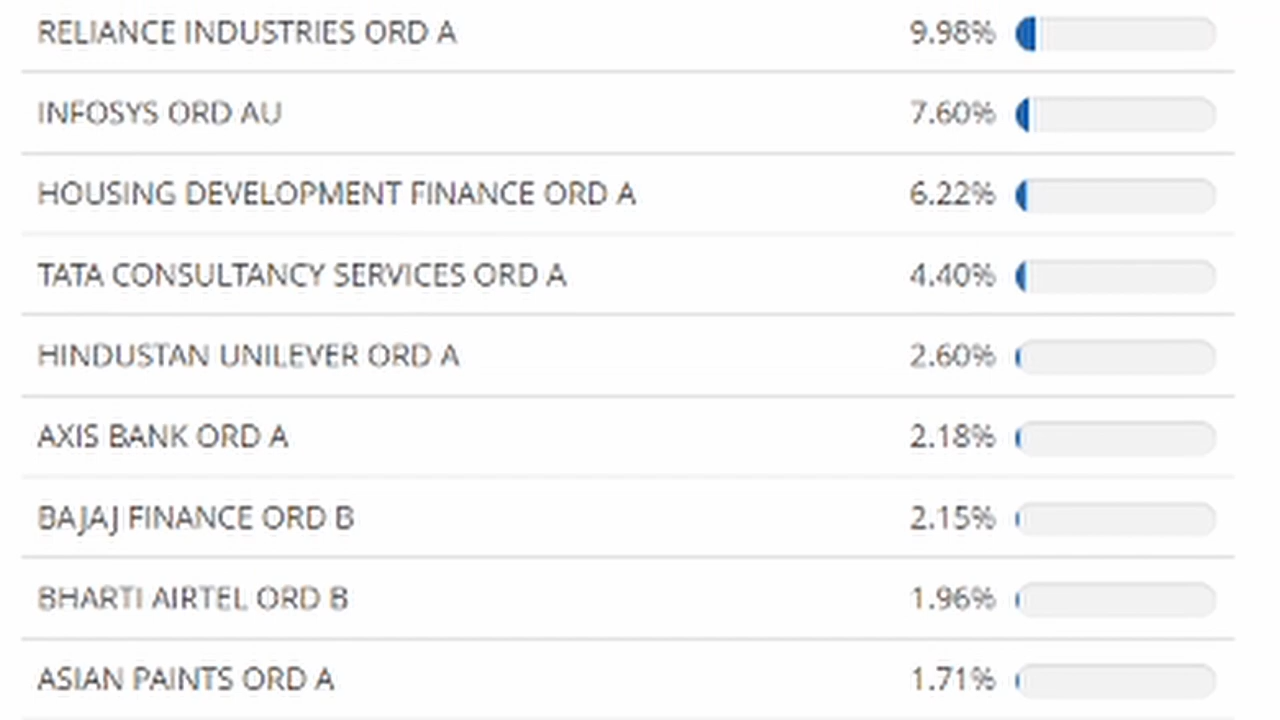 RELIANCE INDUSTRIES ORD A 9.98%
INFOSYS ORD AU 7.60%
HOUSING DEVELOPMENT FINANCE ORD A 6.22%
TATA CONSULTANCY SERVICES ORD A 4.40%
HINDUSTAN UNILEVER ORD A 2.60%
AXIS BANK ORD A 2.18%
BAJAJ FINANCE ORD B 2.15%
BHARTI AIRTEL ORD B 1.96%
ASIAN PAINTS ORD A 1.71%